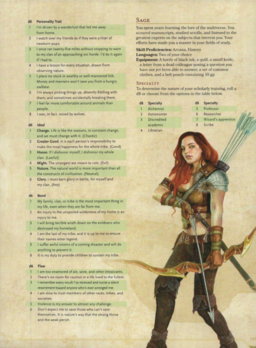 d8 Personality Trait
1 I'm driven by a wanderlust that led me away
from home.
2 I watch over my friends as if they were a litter of
newborn pups.
3 I once ran twenty-five miles without stopping to warn
to my clan of an approaching orc horde. I'd do it again
if I had to.
4 I have a lesson for every situation, drawn from
observing nature.
5 I place no stock in wealthy or well-mannered folk.
Money and manners won't save you from a hungry
owlbear.
6 I'm always picking things up, absently fiddling with
them, and sometimes accidentally breaking them.
7 I feel far more comfortable around animals than
people.
8 I was, in fact, raised by wolves.
d6 Ideal
1 Change. Life is like the seasons, in constant change,
and we must change with it. (Chaotic)
2 Greater Good. It is each person's responsibility to
make the most happiness for the whole tribe. (Good)
3 Honor. If I dishonor myself, I dishonor my whole
clan. (Lawful)
4 Might. The strongest are meant to rule. (Evil)
5 Nature. The natural world is more important than all
the constructs of civilization. (Neutral)
6 Glory. I must earn glory in battle, for myself and
my clan. (Any)
d6 Bond
1 My family, clan, or tribe is the most important thing in
my life, even when they are far from me.
2 An injury to the unspoiled wilderness of my home is an
injury to me.
3 I will bring terrible wrath down on the evildoers who
destroyed my homeland.
4 I am the last of my tribe, and it is up to me to ensure
their names enter legend.
5 I suffer awful visions of a coming disaster and will do
anything to prevent it.
6 It is my duty to provide children to sustain my tribe.
d6 Flaw
1 I am too enamored of ale, wine, and other intoxicants.
2 There's no room for caution in a life lived to the fullest.
3 I remember every insult I've received and nurse a silent
resentment toward anyone who's ever wronged me.
4 I am slow to trust members of other races, tribes, and
societies.
5 Violence is my answer to almost any challenge.
6 Don't expect me to save those who can't save
themselves. It is nature's way that the strong thrive
and the weak perish.
Sage
You spent years learning the lore of the multiverse. You
scoured manuscripts, studied scrolls, and listened to the
greatest experts on the subjects that interest you. Your
efforts have made you a master in your fields of study.
Skill Proficiencies: Arcana, History
Languages: Two of your choice
Equipment: A bottle of black ink, a quill, a small knife,
a letter from a dead colleague posing a question you
have not yet been able to answer, a set of common
clothes, and a belt pouch containing 10 gp
Specialty
To determine the nature of your scholarly training, roll a
d8 or choose from the options in the table below.
d8 Specialty d8 Specialty
1 Alchemist 5 Professor
2 Astronomer 6 Researcher
3 Discredited 7 Wizard's apprentice
academic 8 Scribe
4 Librarian